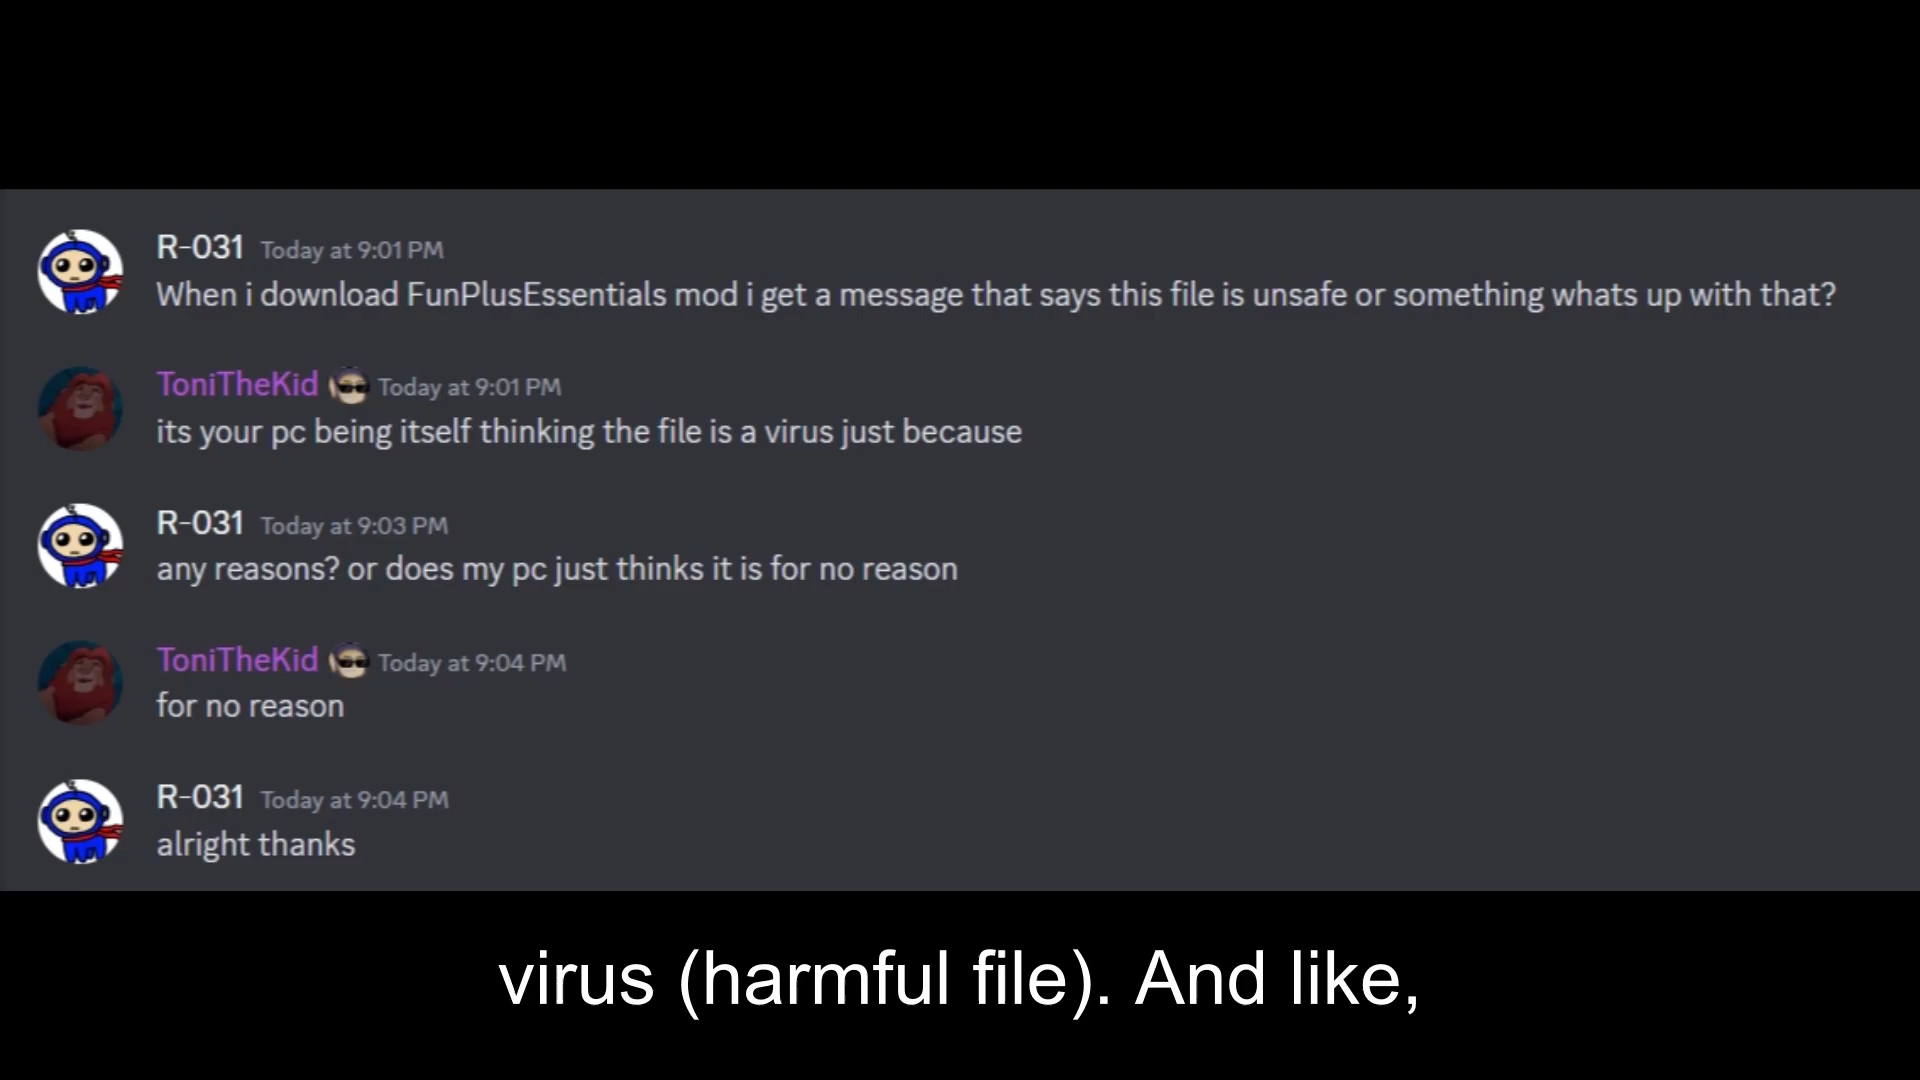 R-031 Today at 9:01 PM
When i download FunPlusEssentials mod i get a message that says this file is unsafe or something whats up with that?
ToniTheKid Today at 9:01 PM
its your pc being itself thinking the file is a virus just because
R-031 Today at 9:03 PM
any reasons? or does my pc just thinks it is for no reason
ToniTheKid Today at 9:04 PM
for no reason
R-031 Today at 9:04 PM
alright thanks
virus (harmful file). And like,